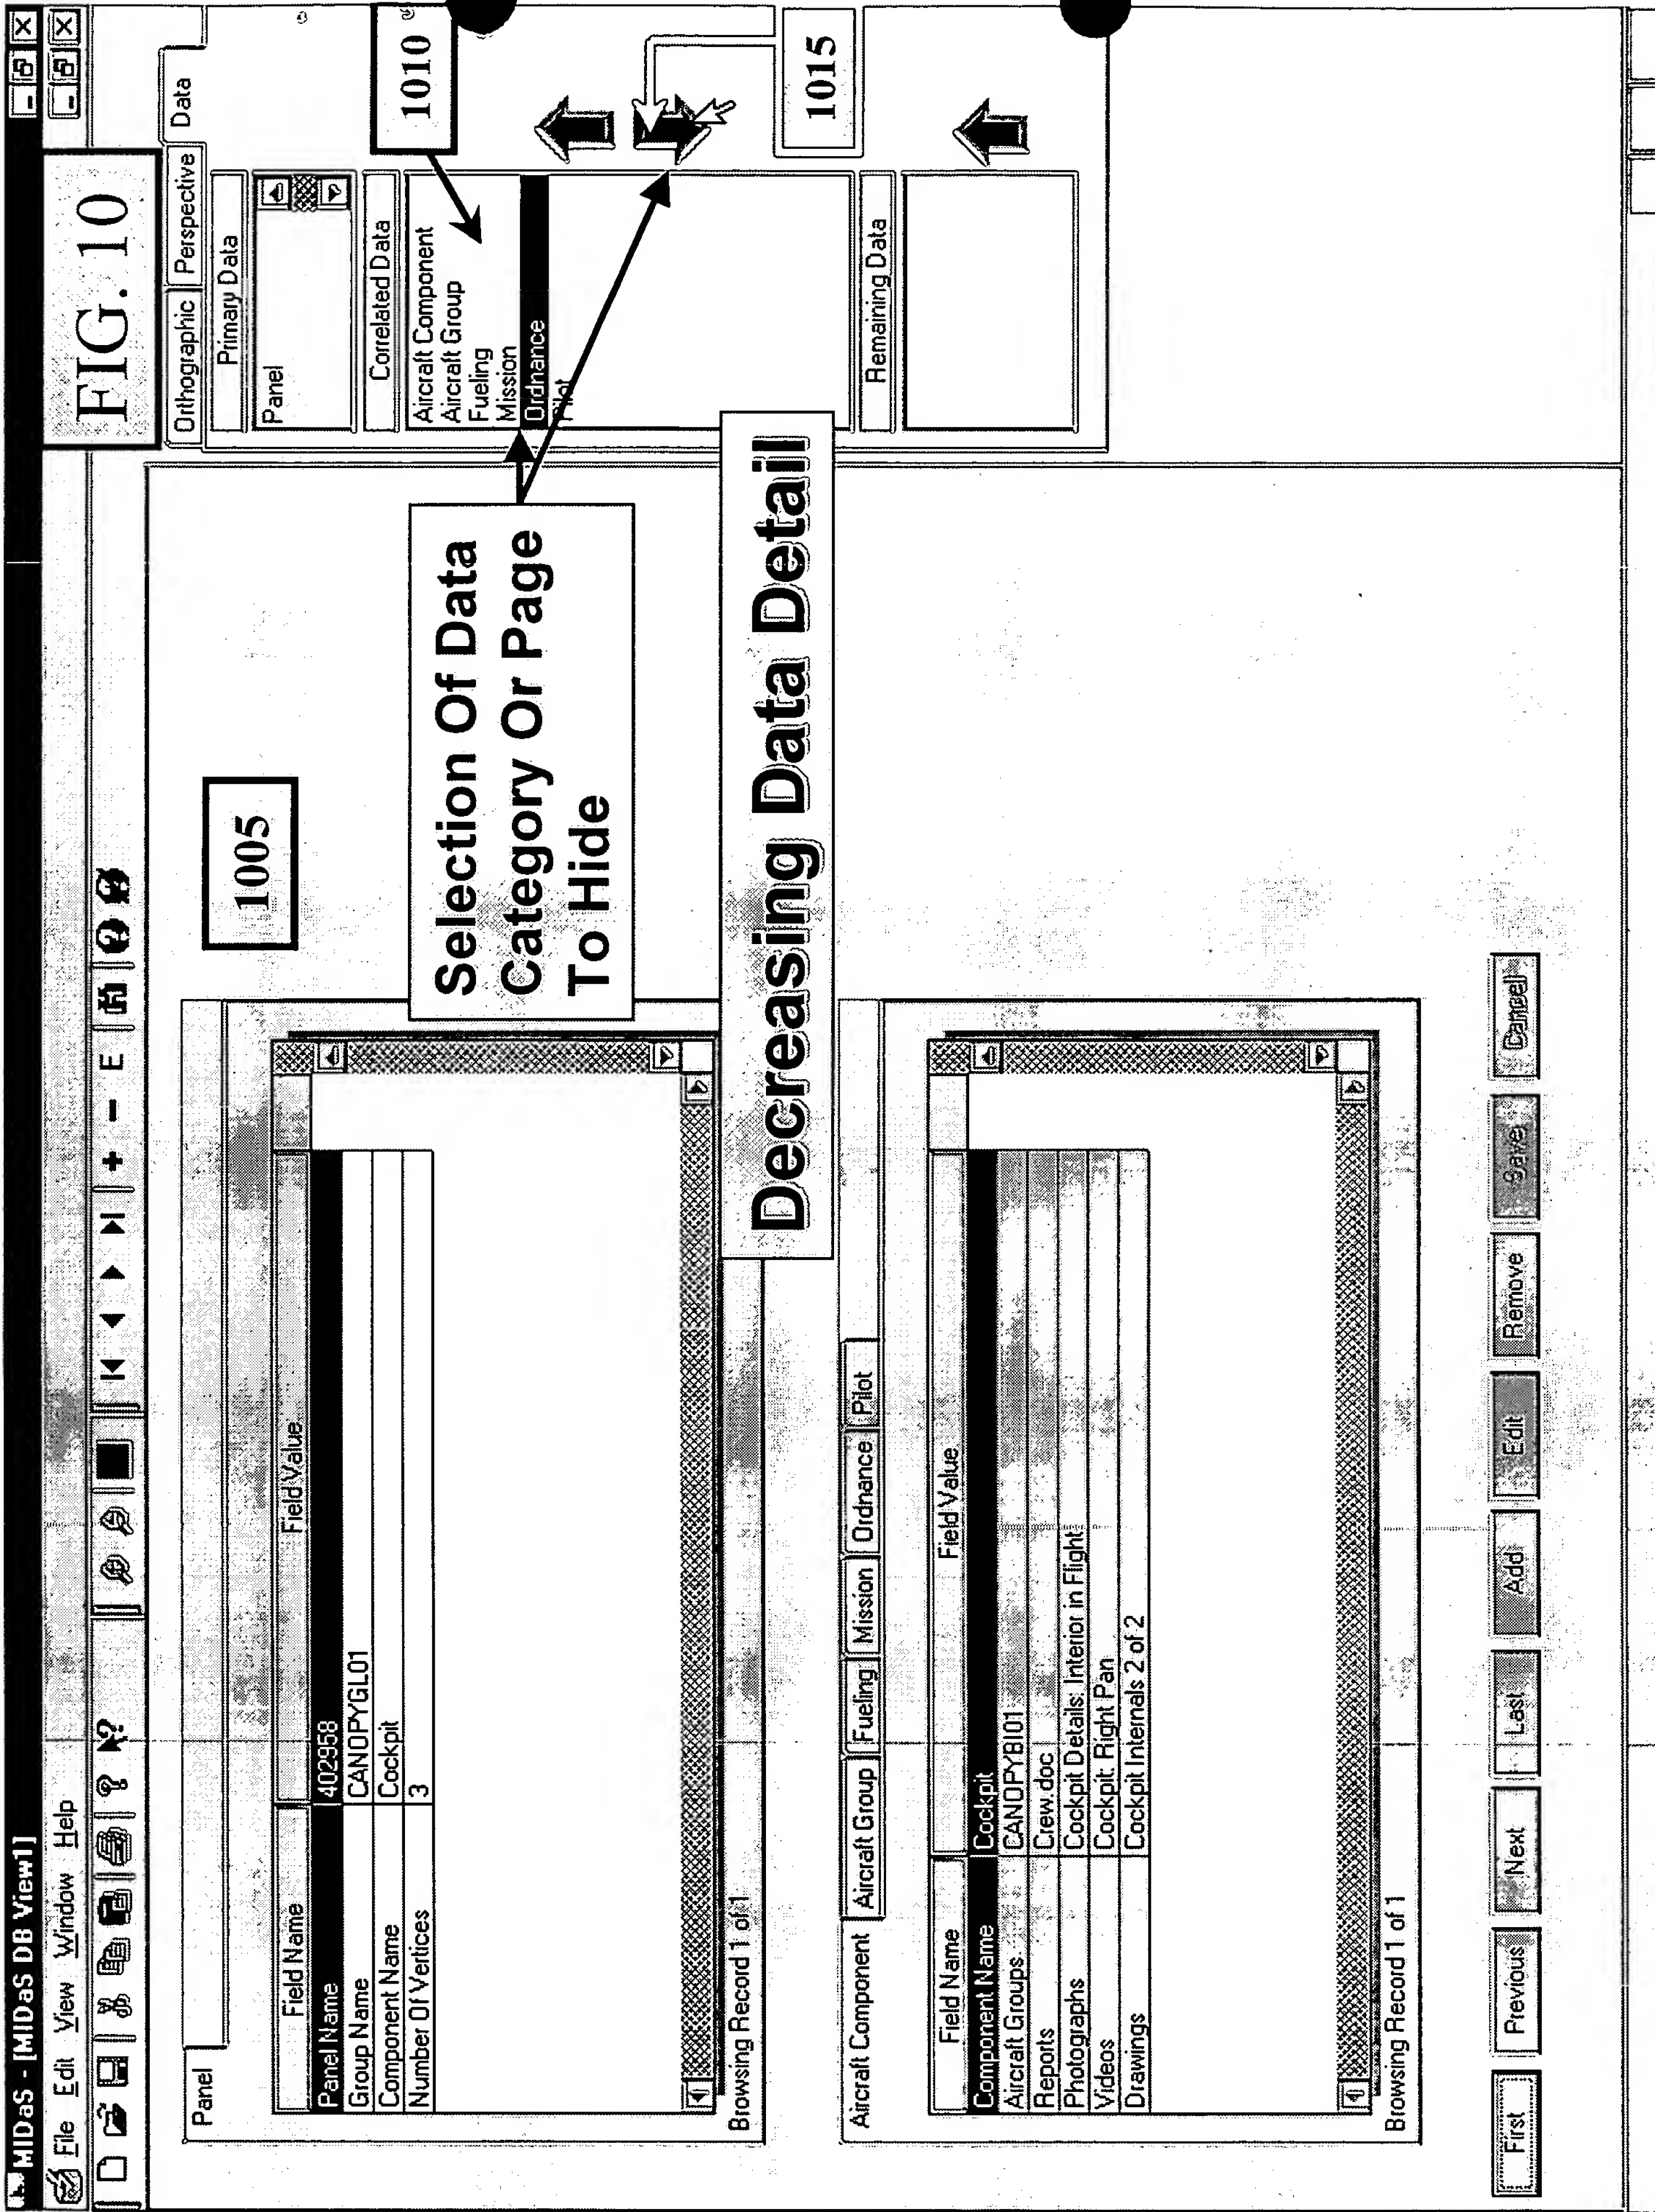 MIDaS - [MIDaS DB View1]
File Edit View Window Help
+ − E
FIG. 10
Panel
Field Name Field Value
Panel Name 402958
Group Name CANOPYGL01
Component Name Cockpit
Number Of Vertices 3
Browsing Record 1 of 1
1005
Selection Of Data
Category Or Page
To Hide
Decreasing Data Detail
Aircraft Component Aircraft Group Fueling Mission Ordnance Pilot
Field Name Field Value
Component Name Cockpit
Aircraft Groups CANOPYBI01
Reports Crew.doc
Photographs Cockpit Details: Interior in Flight
Videos Cockpit: Right Pan
Drawings Cockpit Internals 2 of 2
Browsing Record 1 of 1
First Previous Next Last Add Edit Remove Save Cancel
Orthographic Perspective Data
Primary Data
Panel
Correlated Data
1010
Aircraft Component
Aircraft Group
Fueling
Mission
Ordnance
Pilot
1015
Remaining Data